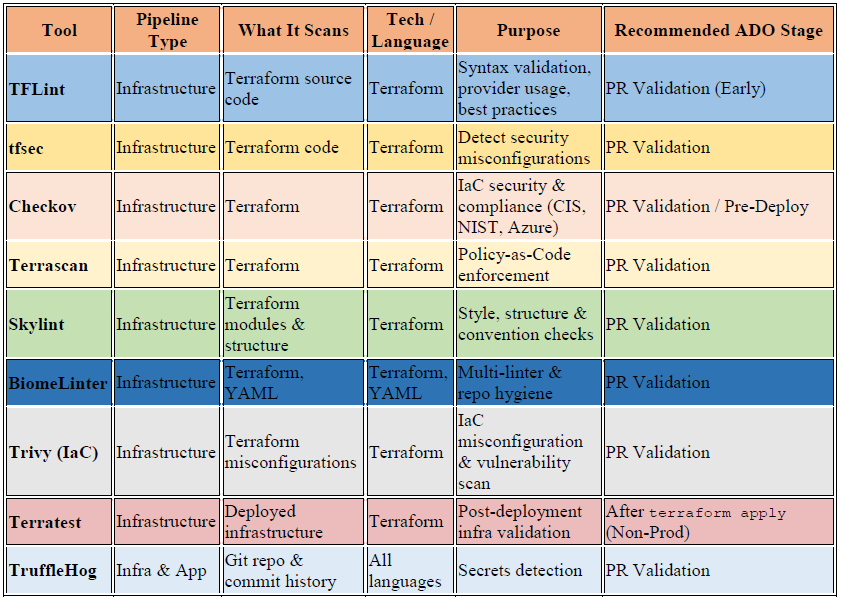 Tool
Pipeline
Type
What It Scans
Tech /
Language
Purpose
Recommended ADO Stage
TFLint
Infrastructure
Terraform source
code
Terraform
Syntax validation,
provider usage,
best practices
PR Validation (Early)
tfsec
Infrastructure
Terraform code
Terraform
Detect security
misconfigurations
PR Validation
Checkov
Infrastructure
Terraform
Terraform
IaC security &
compliance (CIS,
NIST, Azure)
PR Validation / Pre-Deploy
Terrascan
Infrastructure
Terraform
Terraform
Policy-as-Code
enforcement
PR Validation
Skylint
Infrastructure
Terraform
modules &
structure
Terraform
Style, structure &
convention checks
PR Validation
BiomeLinter
Infrastructure
Terraform,
YAML
Terraform,
YAML
Multi-linter &
repo hygiene
PR Validation
Trivy (IaC)
Infrastructure
Terraform
misconfigurations
Terraform
IaC
misconfiguration
& vulnerability
scan
PR Validation
Terratest
Infrastructure
Deployed
infrastructure
Terraform
Post-deployment
infra validation
After terraform apply
(Non-Prod)
TruffleHog
Infra & App
Git repo &
commit history
All
languages
Secrets detection
PR Validation